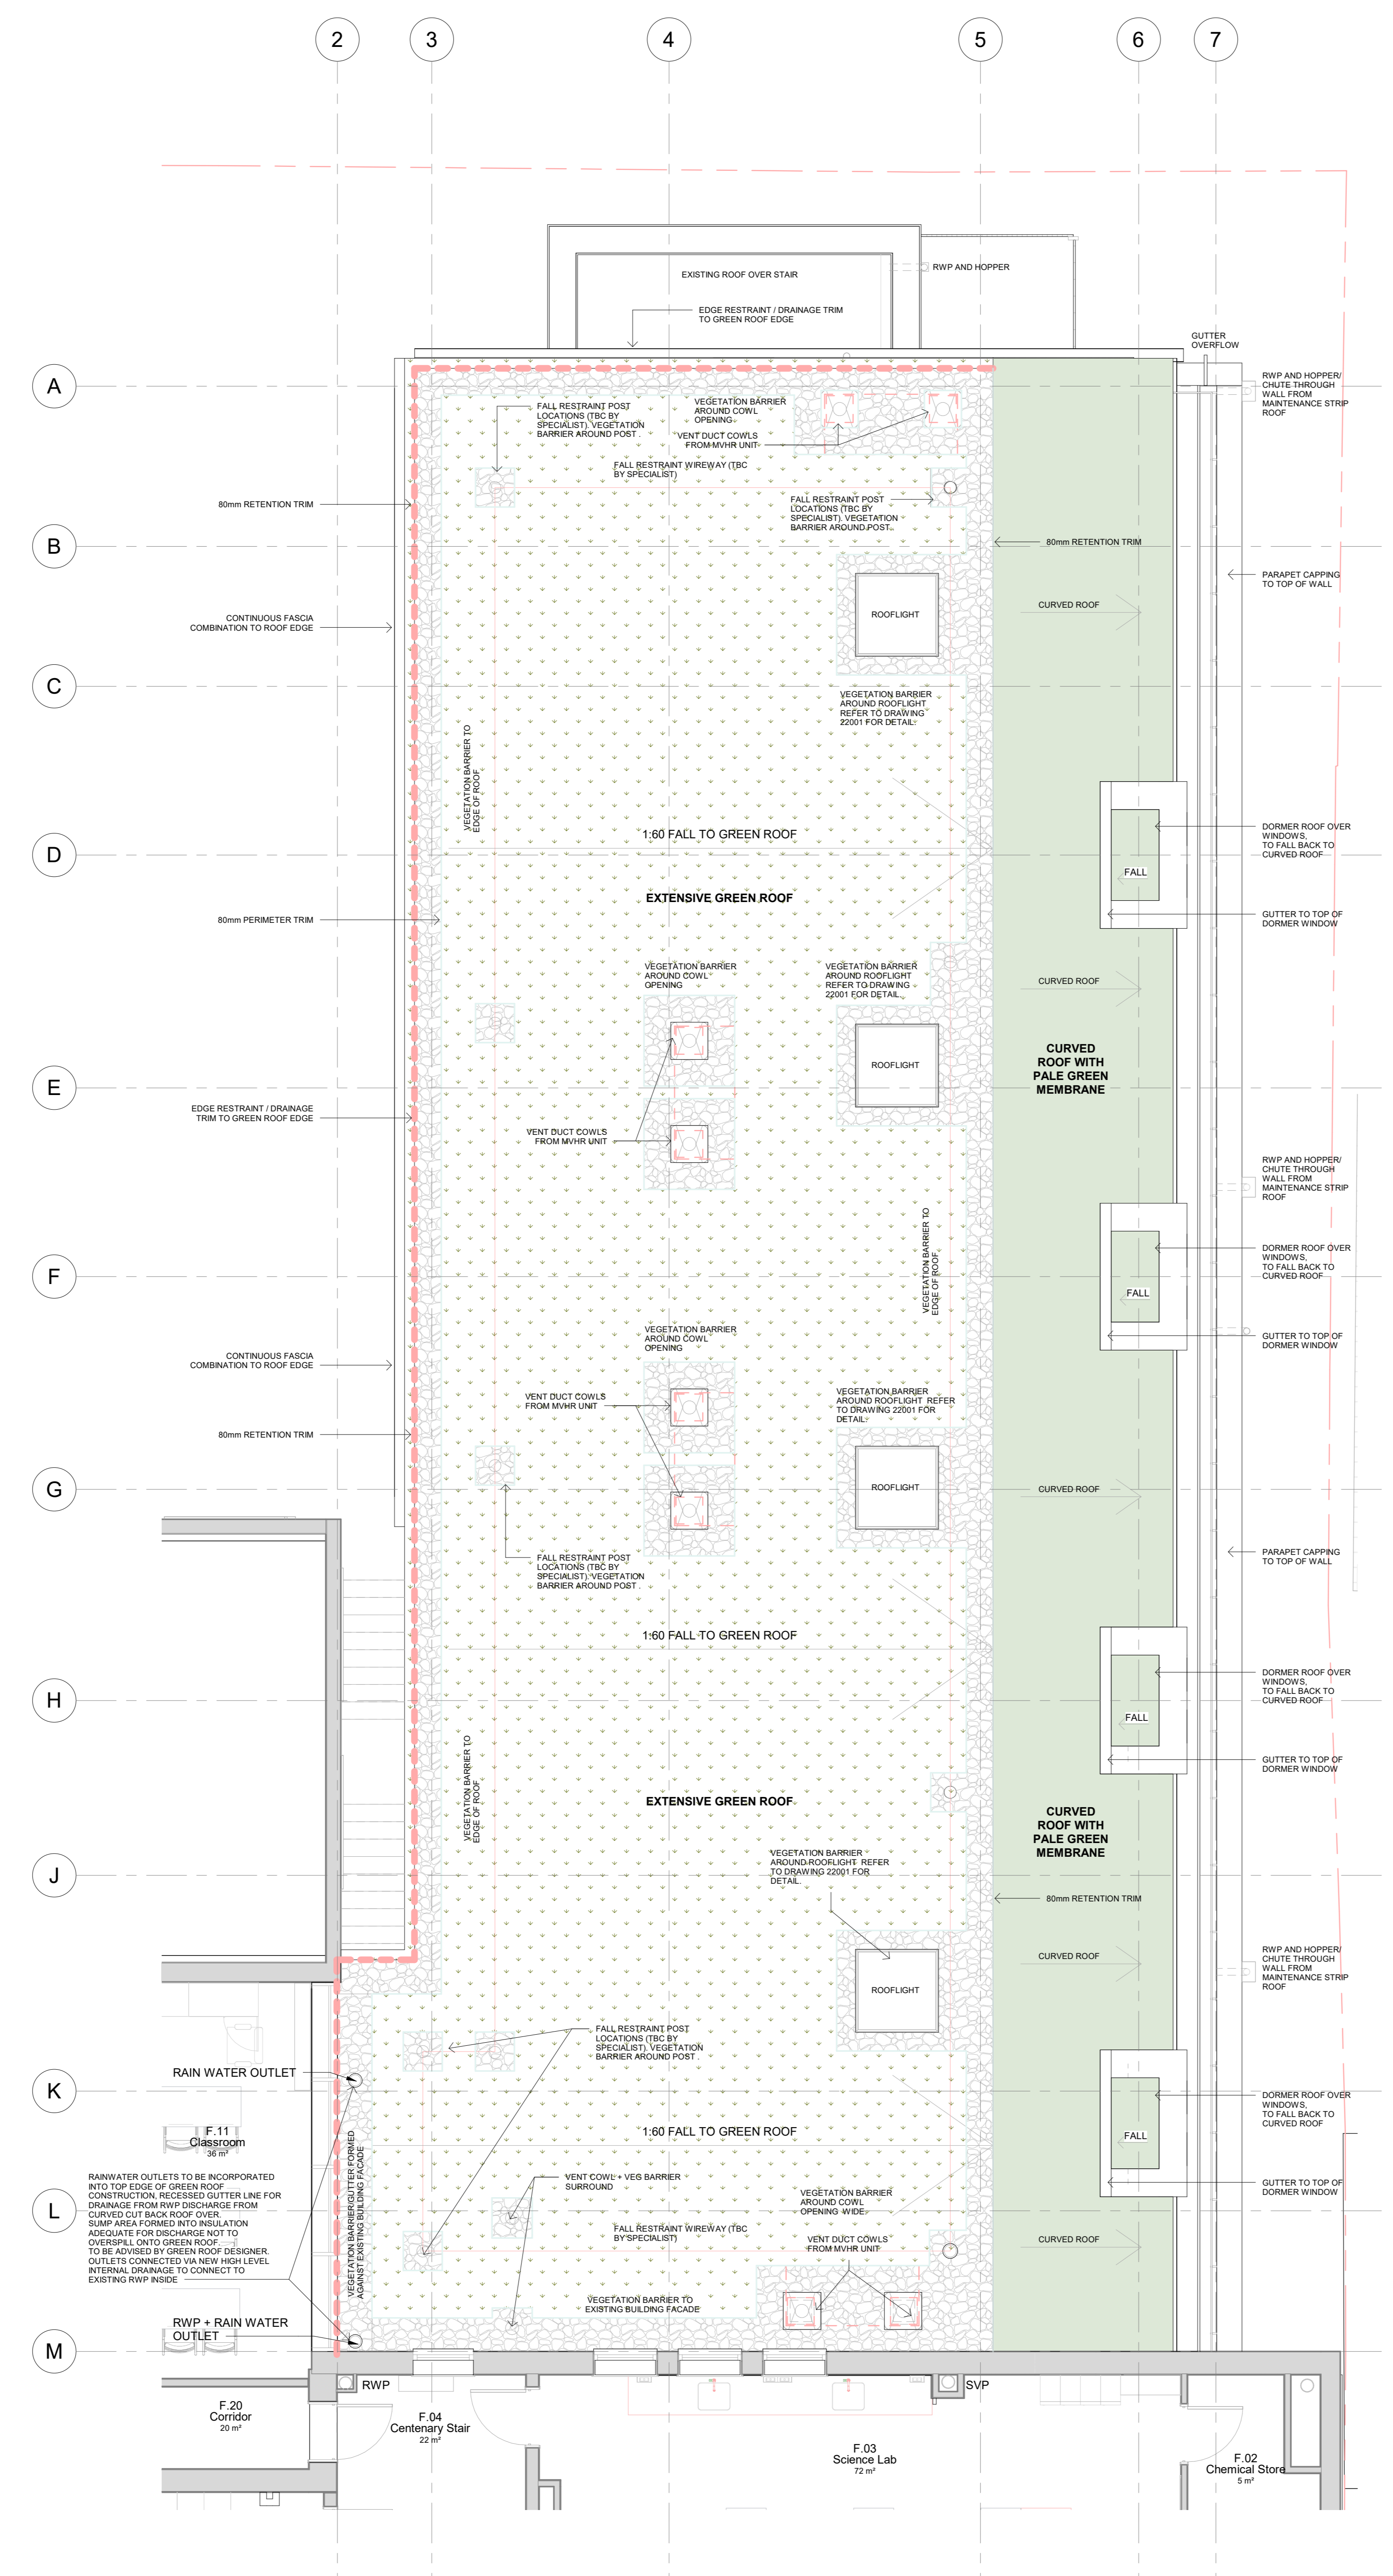 2
3
4
5
6
7
EXISTING ROOF OVER STAIR
RWP AND HOPPER
EDGE RESTRAINT / DRAINAGE TRIM
TO GREEN ROOF EDGE
GUTTER
OVERFLOW
A
RWP AND HOPPER/
CHUTE THROUGH
WALL FROM
MAINTENANCE STRIP
ROOF
FALL RESTRAINT POST
LOCATIONS (TBC BY
SPECIALIST). VEGETATION
BARRIER AROUND POST .
VEGETATION BARRIER
AROUND COWL
OPENING
VENT DUCT COWLS
FROM MVHR UNIT
FALL RESTRAINT WIREWAY (TBC
BY SPECIALIST)
80mm RETENTION TRIM
FALL RESTRAINT POST
LOCATIONS (TBC BY
SPECIALIST). VEGETATION
BARRIER AROUND POST .
B
80mm RETENTION TRIM
PARAPET CAPPING
TO TOP OF WALL
CONTINUOUS FASCIA
COMBINATION TO ROOF EDGE
ROOFLIGHT
CURVED ROOF
C
VEGETATION BARRIER
AROUND ROOFLIGHT
REFER TO DRAWING
22001 FOR DETAIL.
VEGETATION BARRIER TO
EDGE OF ROOF
1:60 FALL TO GREEN ROOF
DORMER ROOF OVER
WINDOWS,
TO FALL BACK TO
CURVED ROOF
D
FALL
EXTENSIVE GREEN ROOF
80mm PERIMETER TRIM
GUTTER TO TOP OF
DORMER WINDOW
VEGETATION BARRIER
AROUND COWL
OPENING
VEGETATION BARRIER
AROUND ROOFLIGHT
REFER TO DRAWING
22001 FOR DETAIL.
CURVED ROOF
ROOFLIGHT
CURVED
ROOF WITH
PALE GREEN
MEMBRANE
E
EDGE RESTRAINT / DRAINAGE
TRIM TO GREEN ROOF EDGE
VENT DUCT COWLS
FROM MVHR UNIT
RWP AND HOPPER/
CHUTE THROUGH
WALL FROM
MAINTENANCE STRIP
ROOF
VEGETATION BARRIER TO
EDGE OF ROOF
DORMER ROOF OVER
WINDOWS,
TO FALL BACK TO
CURVED ROOF
F
FALL
VEGETATION BARRIER
AROUND COWL
OPENING
GUTTER TO TOP OF
DORMER WINDOW
CONTINUOUS FASCIA
COMBINATION TO ROOF EDGE
VENT DUCT COWLS
FROM MVHR UNIT
VEGETATION BARRIER
AROUND ROOFLIGHT REFER
TO DRAWING 22001 FOR
DETAIL.
80mm RETENTION TRIM
G
ROOFLIGHT
CURVED ROOF
FALL RESTRAINT POST
LOCATIONS (TBC BY
SPECIALIST). VEGETATION
BARRIER AROUND POST .
PARAPET CAPPING
TO TOP OF WALL
1:60 FALL TO GREEN ROOF
DORMER ROOF OVER
WINDOWS,
TO FALL BACK TO
CURVED ROOF
H
FALL
GUTTER TO TOP OF
DORMER WINDOW
VEGETATION BARRIER TO
EDGE OF ROOF
EXTENSIVE GREEN ROOF
CURVED
ROOF WITH
PALE GREEN
MEMBRANE
J
VEGETATION BARRIER
AROUND ROOFLIGHT REFER
TO DRAWING 22001 FOR
DETAIL.
80mm RETENTION TRIM
CURVED ROOF
RWP AND HOPPER/
CHUTE THROUGH
WALL FROM
MAINTENANCE STRIP
ROOF
ROOFLIGHT
FALL RESTRAINT POST
LOCATIONS (TBC BY
SPECIALIST). VEGETATION
BARRIER AROUND POST .
RAIN WATER OUTLET
K
DORMER ROOF OVER
WINDOWS,
TO FALL BACK TO
CURVED ROOF
F.11
Classroom
36 m²
1:60 FALL TO GREEN ROOF
FALL
VEGETATION BARRIER/GUTTER FORMED
AGAINST EXISTING BUILDING FACADE
RAINWATER OUTLETS TO BE INCORPORATED
INTO TOP EDGE OF GREEN ROOF
CONSTRUCTION, RECESSED GUTTER LINE FOR
DRAINAGE FROM RWP DISCHARGE FROM
CURVED CUT BACK ROOF OVER.
SUMP AREA FORMED INTO INSULATION
ADEQUATE FOR DISCHARGE NOT TO
OVERSPILL ONTO GREEN ROOF.
TO BE ADVISED BY GREEN ROOF DESIGNER.
OUTLETS CONNECTED VIA NEW HIGH LEVEL
INTERNAL DRAINAGE TO CONNECT TO
EXISTING RWP INSIDE
VENT COWL + VEG BARRIER
SURROUND
GUTTER TO TOP OF
DORMER WINDOW
L
VEGETATION BARRIER
AROUND COWL
OPENING WIDE
FALL RESTRAINT WIREWAY (TBC
BY SPECIALIST)
VENT DUCT COWLS
FROM MVHR UNIT
CURVED ROOF
VEGETATION BARRIER TO
EXISTING BUILDING FACADE
RWP + RAIN WATER
OUTLET
M
RWP
SVP
F.20
Corridor
20 m²
F.04
Centenary Stair
22 m²
F.03
Science Lab
72 m²
F.02
Chemical Store
5 m²